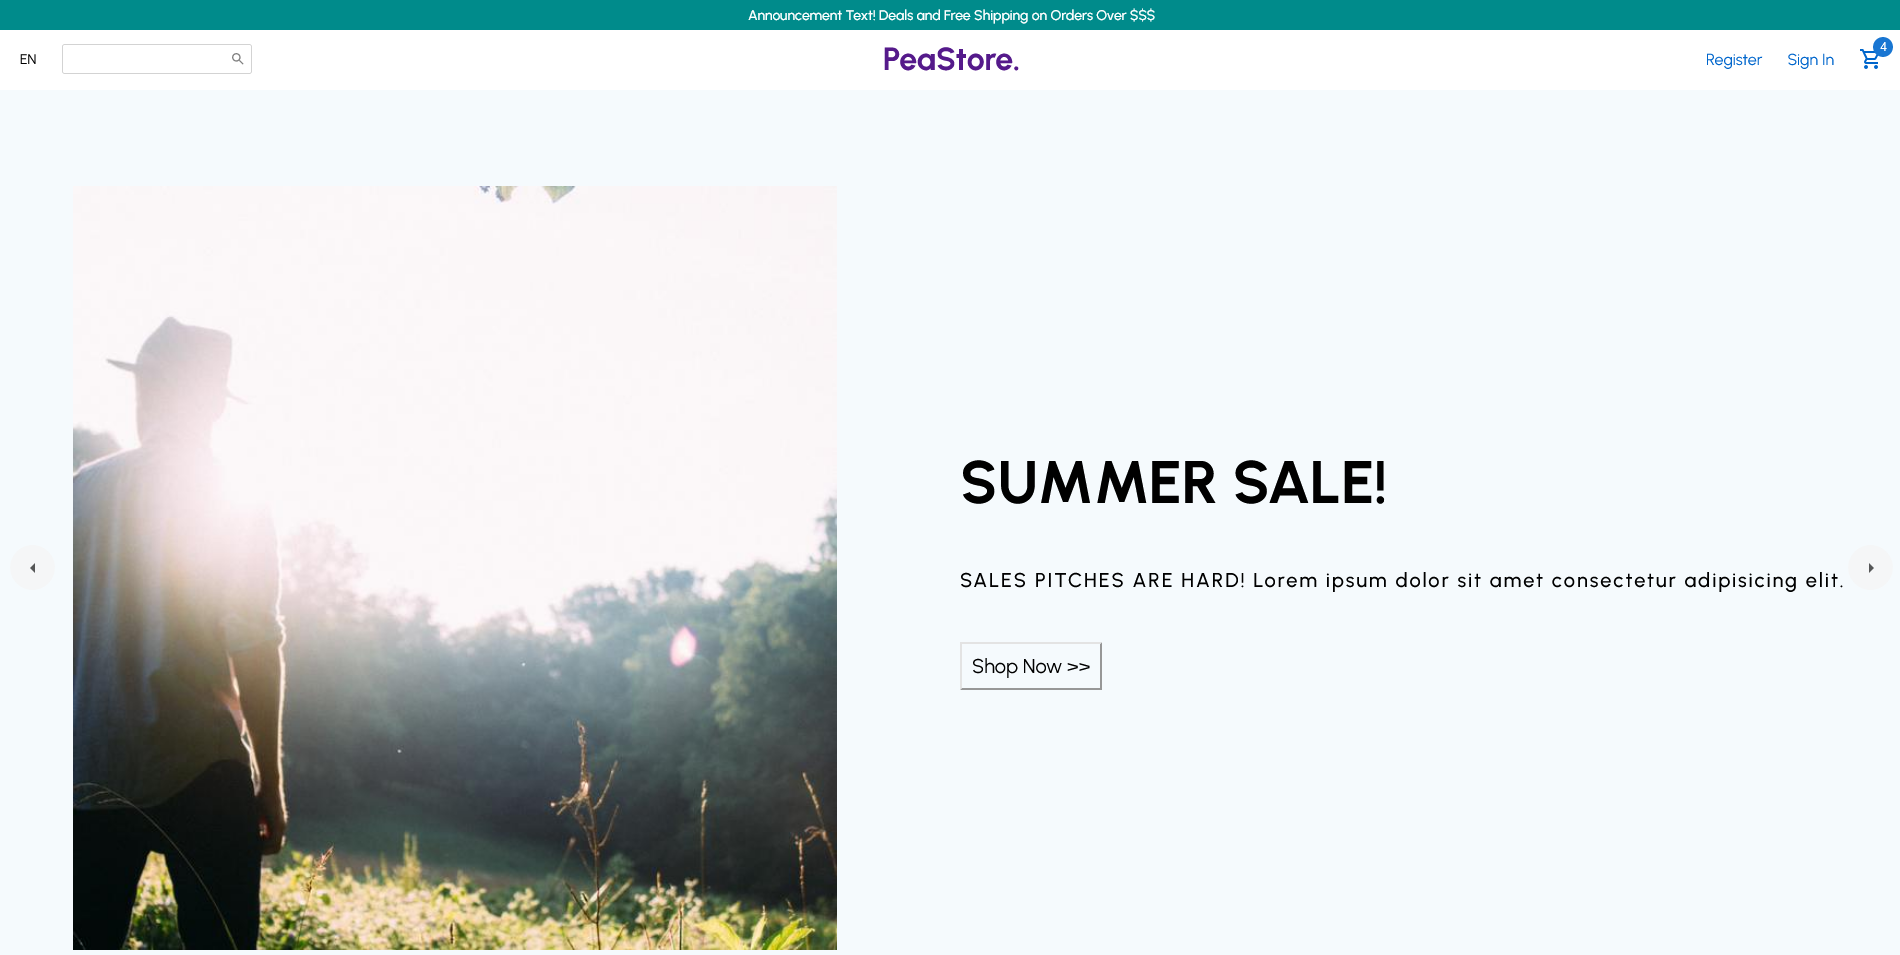 Announcement Text! Deals and Free Shipping on Orders Over $$$
EN
PeaStore.
Register
Sign In
4
SUMMER SALE!
SALES PITCHES ARE HARD! Lorem ipsum dolor sit amet consectetur adipisicing elit.
Shop Now >>